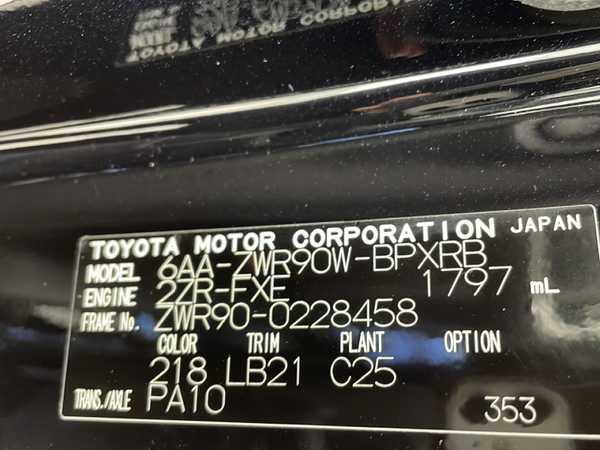 TOYOTA MOTOR CORPORATION JAPAN
MODEL 6AA-ZWR90W-BPXRB
ENGINE 2ZR-FXE 1797 mL
FRAME No. ZWR90-0228458
COLOR TRIM PLANT OPTION
218 LB21 C25
TRANS./AXLE PA10 353